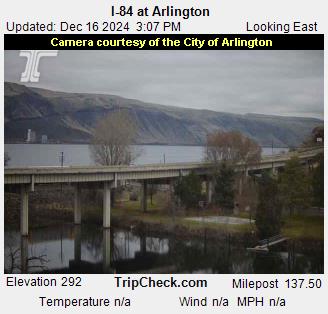 I-84 at Arlington
Updated: Dec 16 2024 3:07 PM Looking East
Camera courtesy of the City of Arlington
Elevation 292 TripCheck.com Milepost 137.50
Temperature n/a Wind n/a MPH n/a